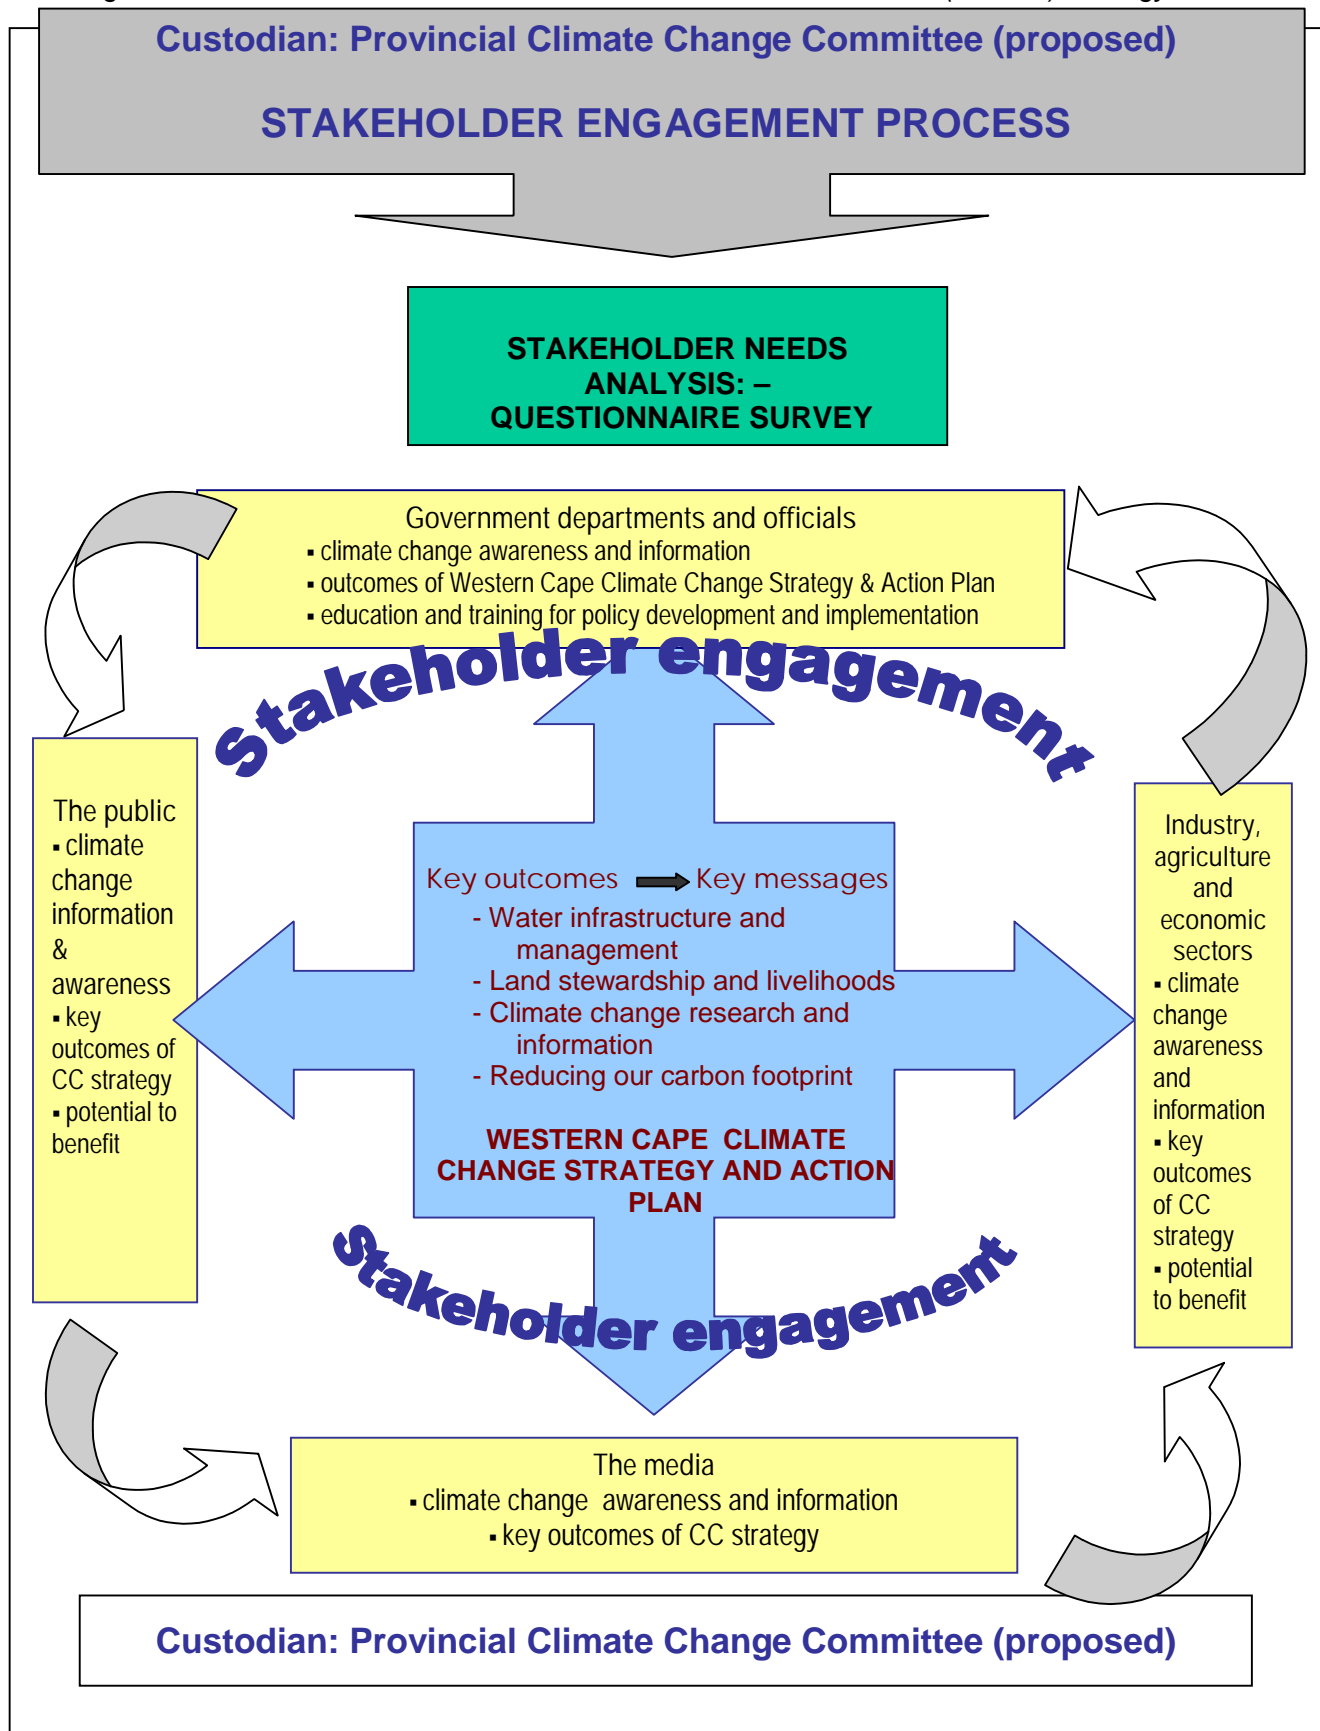 Custodian: Provincial Climate Change Committee (proposed)
STAKEHOLDER ENGAGEMENT PROCESS
STAKEHOLDER NEEDS
ANALYSIS: –
QUESTIONNAIRE SURVEY
Government departments and officials
▪ climate change awareness and information
▪ outcomes of Western Cape Climate Change Strategy & Action Plan
▪ education and training for policy development and implementation
Stakeholder engagement
The public
▪ climate
change
information
&
awareness
▪ key
outcomes of
CC strategy
▪ potential to
benefit
Key outcomes → Key messages
- Water infrastructure and
management
- Land stewardship and livelihoods
- Climate change research and
information
- Reducing our carbon footprint
WESTERN CAPE CLIMATE
CHANGE STRATEGY AND ACTION
PLAN
Industry,
agriculture
and
economic
sectors
▪ climate
change
awareness
and
information
▪ key
outcomes
of CC
strategy
▪ potential
to benefit
Stakeholder engagement
The media
▪ climate change awareness and information
▪ key outcomes of CC strategy
Custodian: Provincial Climate Change Committee (proposed)